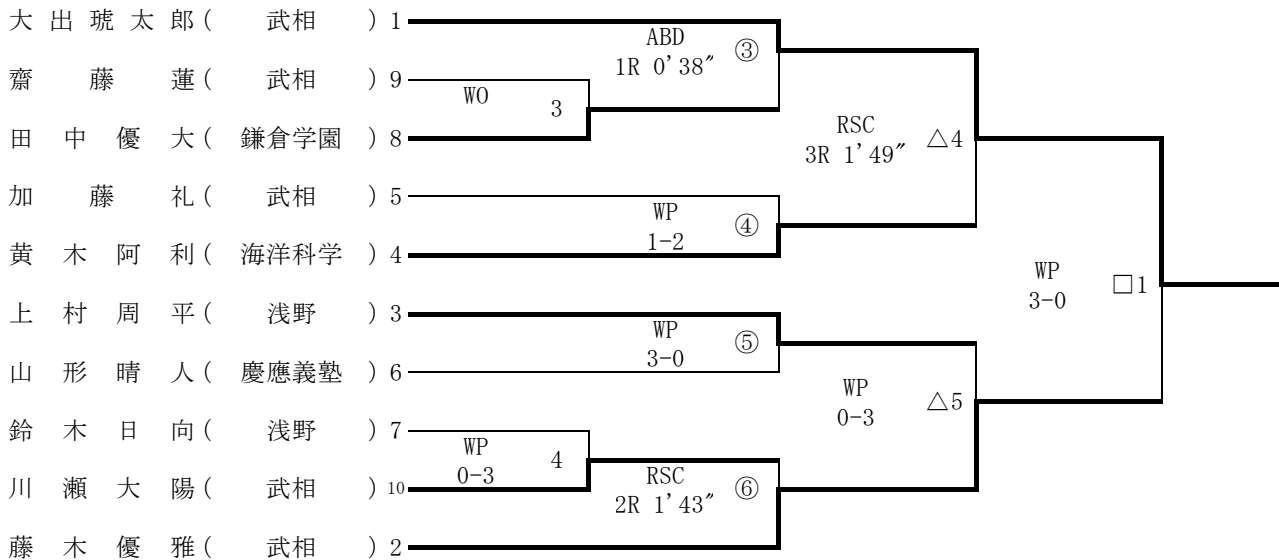 大出琥太郎(　武相　) 1
ABD
1R 0'38″ ③
齋藤蓮(　武相　) 9
WO 3
田中優大(　鎌倉学園　) 8
RSC
3R 1'49″ △4
加藤礼(　武相　) 5
WP
1-2 ④
黄木阿利(　海洋科学　) 4
WP
3-0 □1
上村周平(　浅野　) 3
WP
3-0 ⑤
山形晴人(　慶應義塾　) 6
WP
0-3 △5
鈴木日向(　浅野　) 7
WP
0-3 4
川瀬大陽(　武相　) 10
RSC
2R 1'43″ ⑥
藤木優雅(　武相　) 2